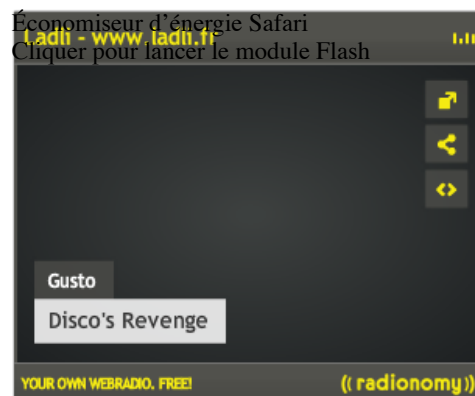 Économiseur d'énergie Safari
Ladli - www.ladli.fr
Cliquer pour lancer le module Flash
Gusto
Disco's Revenge
YOUR OWN WEBRADIO. FREE!
((radionomy))